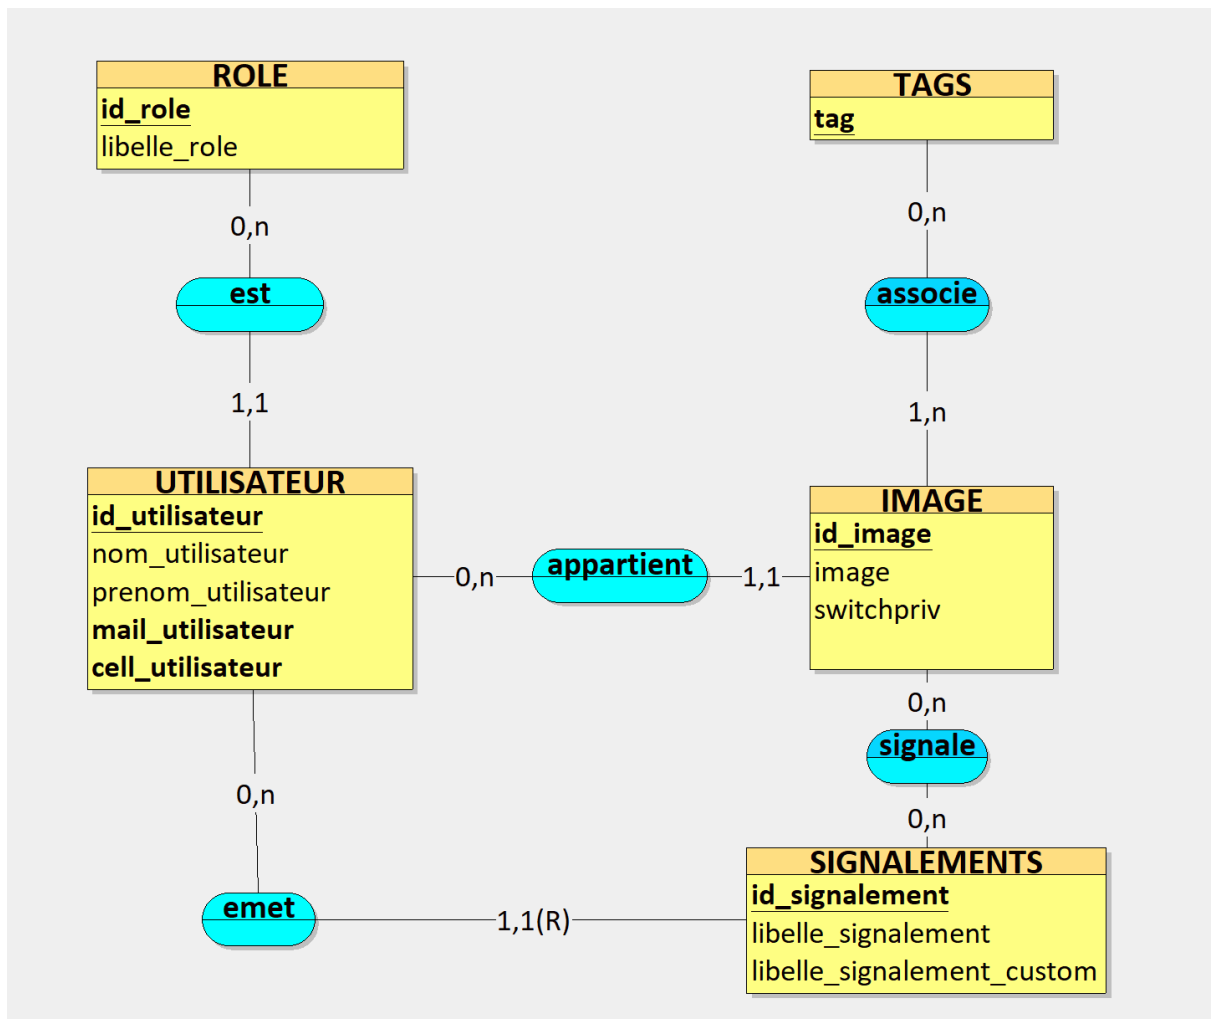 ROLE
id_role
libelle_role
0,n
est
1,1
TAGS
tag
0,n
associe
1,n
UTILISATEUR
id_utilisateur
nom_utilisateur
prenom_utilisateur
mail_utilisateur
cell_utilisateur
0,n
appartient
1,1
IMAGE
id_image
image
switchpriv
0,n
signale
0,n
0,n
emet
1,1(R)
SIGNALEMENTS
id_signalement
libelle_signalement
libelle_signalement_custom